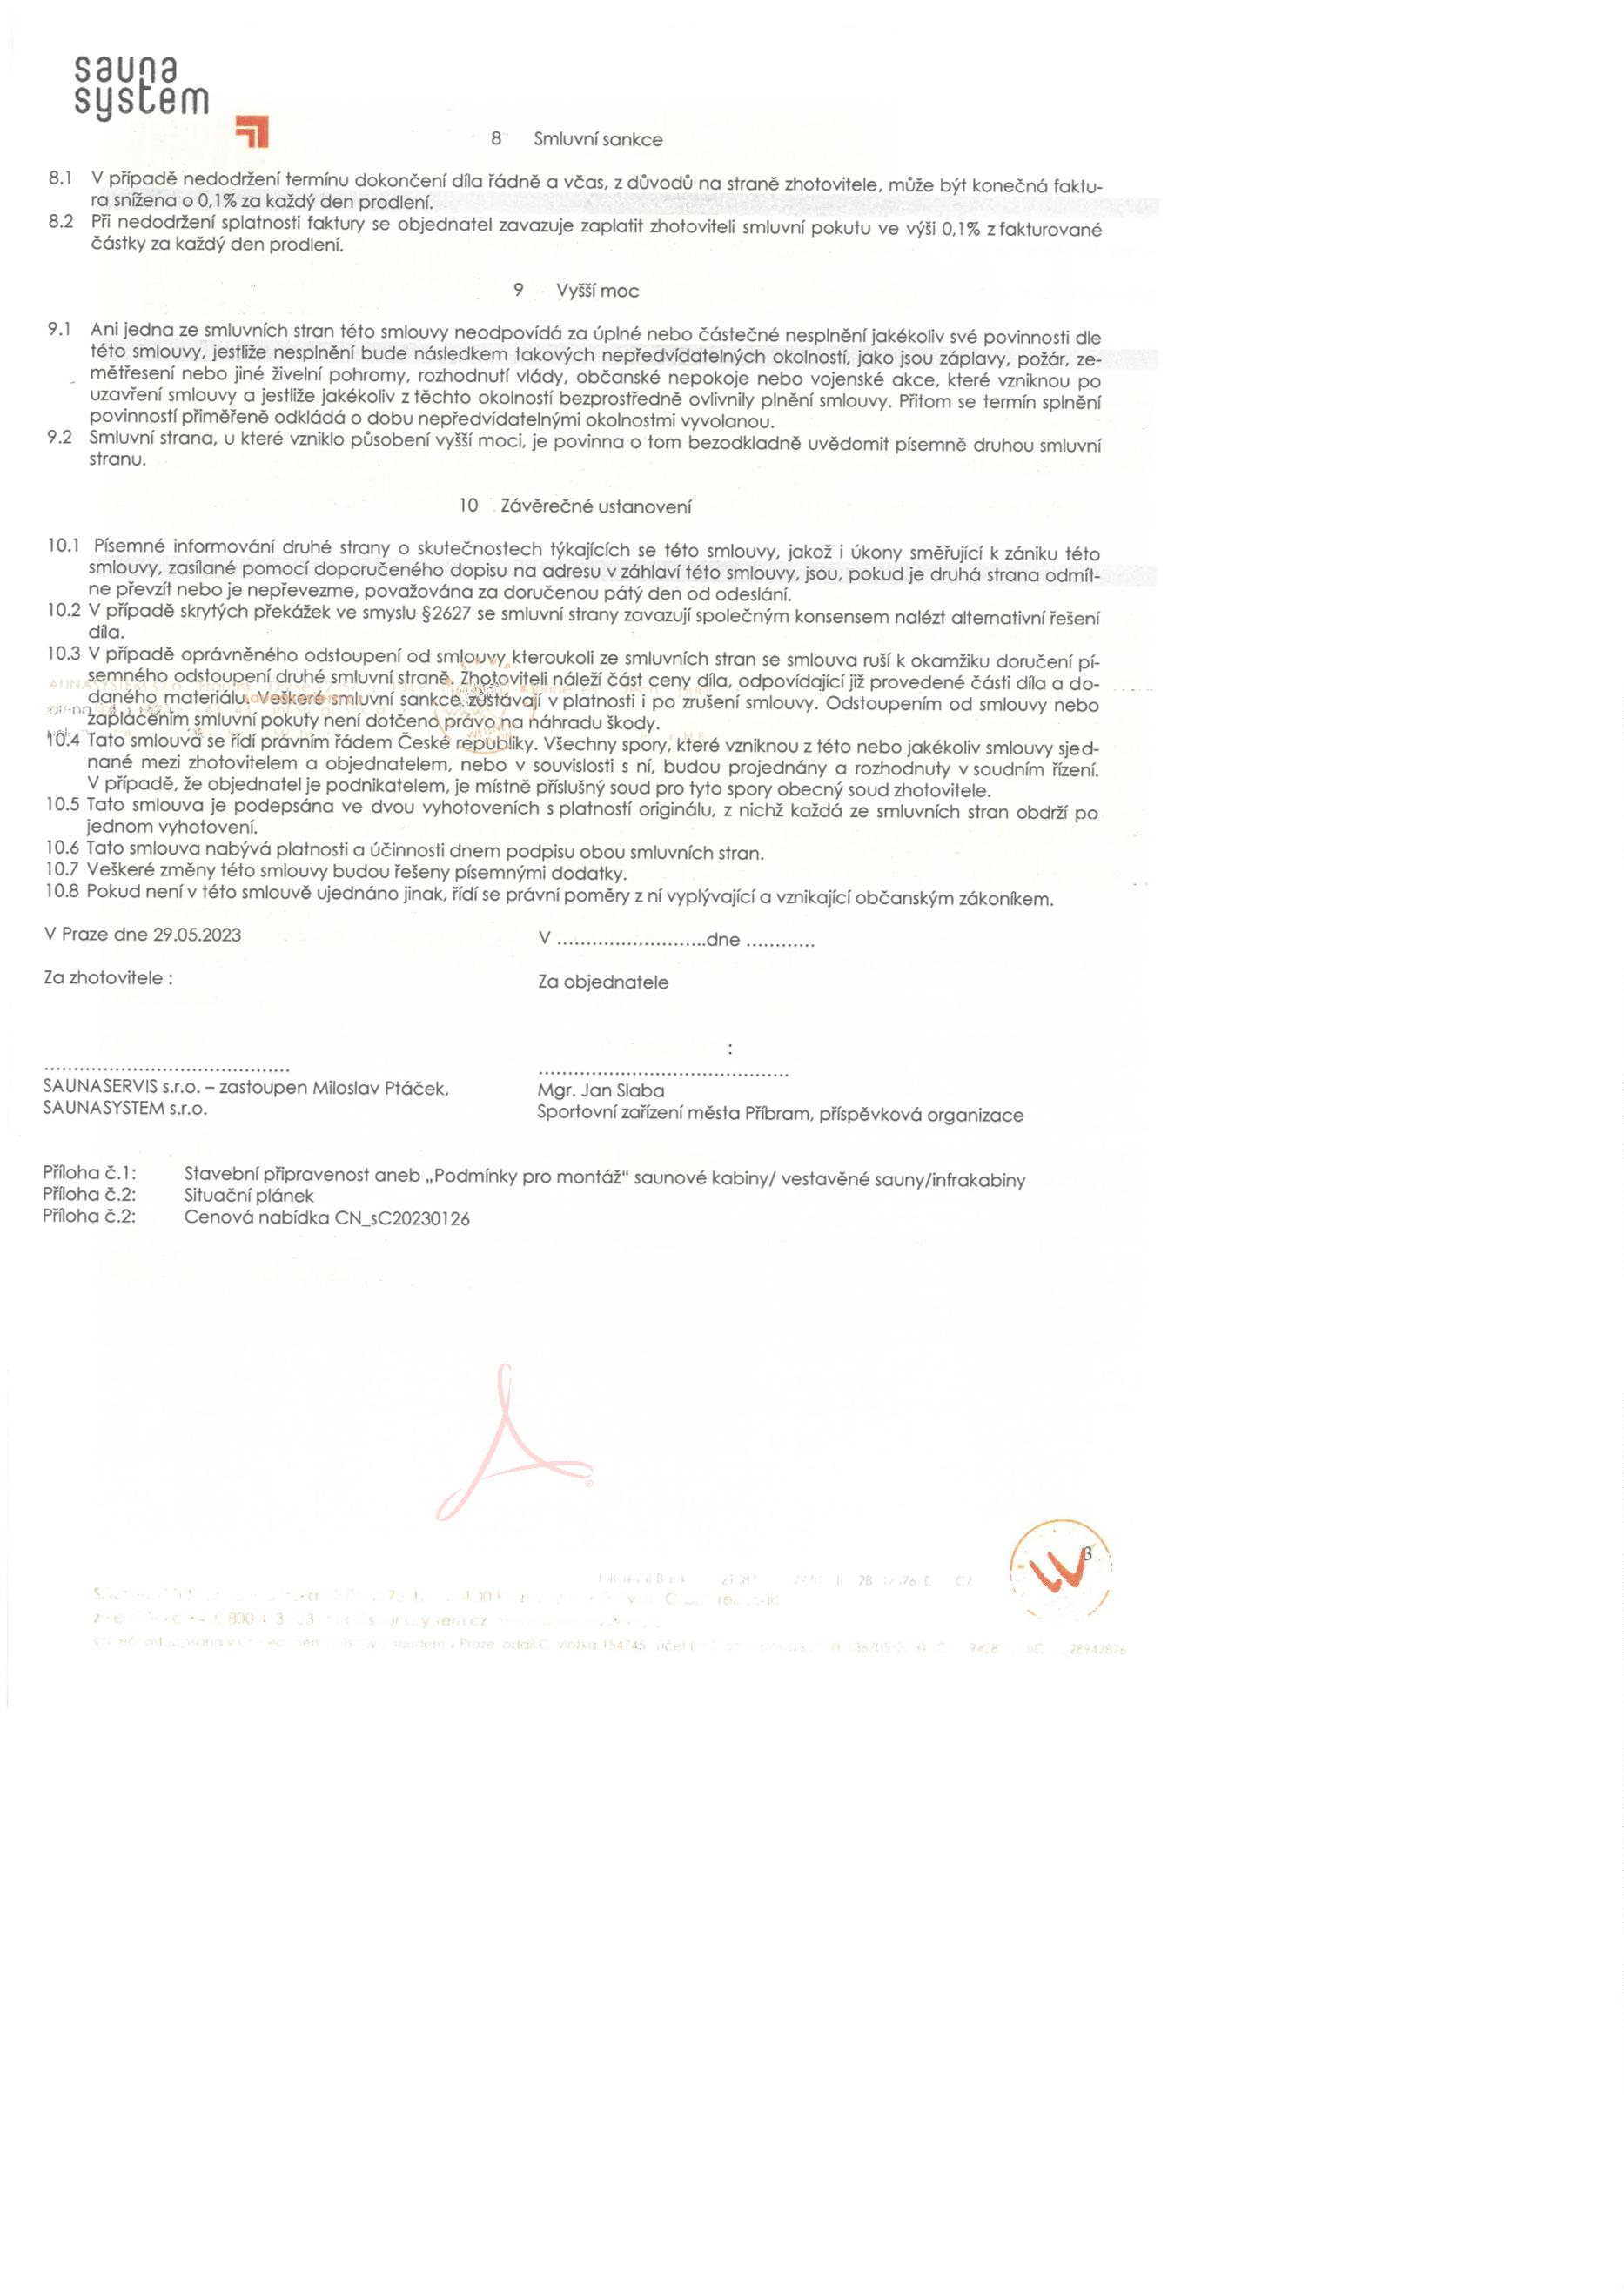 sauna
system
8 Smluvní sankce
8.1 V případě nedodržení termínu dokončení díla řádně a včas, z důvodů na straně zhotovitele, může být konečná faktu-
ra snížena o 0,1% za každý den prodlení.
8.2 Při nedodržení splatnosti faktury se objednatel zavazuje zaplatit zhotoviteli smluvní pokutu ve výši 0,1% z fakturované
částky za každý den prodlení.
9 Vyšší moc
9.1 Ani jedna ze smluvních stran této smlouvy neodpovídá za úplné nebo částečné nesplnění jakékoliv své povinnosti dle
této smlouvy, jestliže nesplnění bude následkem takových nepředvídatelných okolností, jako jsou záplavy, požár, ze-
mětřesení nebo jiné živelní pohromy, rozhodnutí vlády, občanské nepokoje nebo vojenské akce, které vzniknou po
uzavření smlouvy a jestliže jakékoliv z těchto okolností bezprostředně ovlivnily plnění smlouvy. Přitom se termín splnění
povinností přiměřeně odkládá o dobu nepředvídatelnými okolnostmi vyvolanou.
9.2 Smluvní strana, u které vzniklo působení vyšší moci, je povinna o tom bezodkladně uvědomit písemně druhou smluvní
stranu.
10 Závěrečné ustanovení
10.1 Písemné informování druhé strany o skutečnostech týkajících se této smlouvy, jakož i úkony směřující k zániku této
smlouvy, zasílané pomocí doporučeného dopisu na adresu v záhlaví této smlouvy, jsou, pokud je druhá strana odmít-
ne převzít nebo je nepřevezme, považována za doručenou pátý den od odeslání.
10.2 V případě skrytých překážek ve smyslu §2627 se smluvní strany zavazují společným konsensem nalézt alternativní řešení
díla.
10.3 V případě oprávněného odstoupení od smlouvy kteroukoli ze smluvních stran se smlouva ruší k okamžiku doručení pí-
semného odstoupení druhé smluvní straně. Zhotoviteli náleží část ceny díla, odpovídající již provedené části díla a do-
daného materiálu. Veškeré smluvní sankce zůstávají v platnosti i po zrušení smlouvy. Odstoupením od smlouvy nebo
zaplacením smluvní pokuty není dotčeno právo na náhradu škody.
10.4 Tato smlouva se řídí právním řádem České republiky. Všechny spory, které vzniknou z této nebo jakékoliv smlouvy sjed-
nané mezi zhotovitelem a objednatelem, nebo v souvislosti s ní, budou projednány a rozhodnuty v soudním řízení.
V případě, že objednatel je podnikatelem, je místně příslušný soud pro tyto spory obecný soud zhotovitele.
10.5 Tato smlouva je podepsána ve dvou vyhotoveních s platností originálu, z nichž každá ze smluvních stran obdrží po
jednom vyhotovení.
10.6 Tato smlouva nabývá platnosti a účinnosti dnem podpisu obou smluvních stran.
10.7 Veškeré změny této smlouvy budou řešeny písemnými dodatky.
10.8 Pokud není v této smlouvě ujednáno jinak, řídí se právní poměry z ní vyplývající a vznikající občanským zákoníkem.
V Praze dne 29.05.2023
V ..........................dne ............
Za zhotovitele :
Za objednatele
:
..........................................
SAUNASERVIS s.r.o. – zastoupen Miloslav Ptáček,
SAUNASYSTEM s.r.o.
...........................................
Mgr. Jan Slaba
Sportovní zařízení města Příbram, příspěvková organizace
Příloha č.1: Stavební připravenost aneb „Podmínky pro montáž" saunové kabiny/ vestavěné sauny/infrakabiny
Příloha č.2: Situační plánek
Příloha č.2: Cenová nabídka CN_sC20230126
3
Praze oddíl C, vložka 154745
28942876